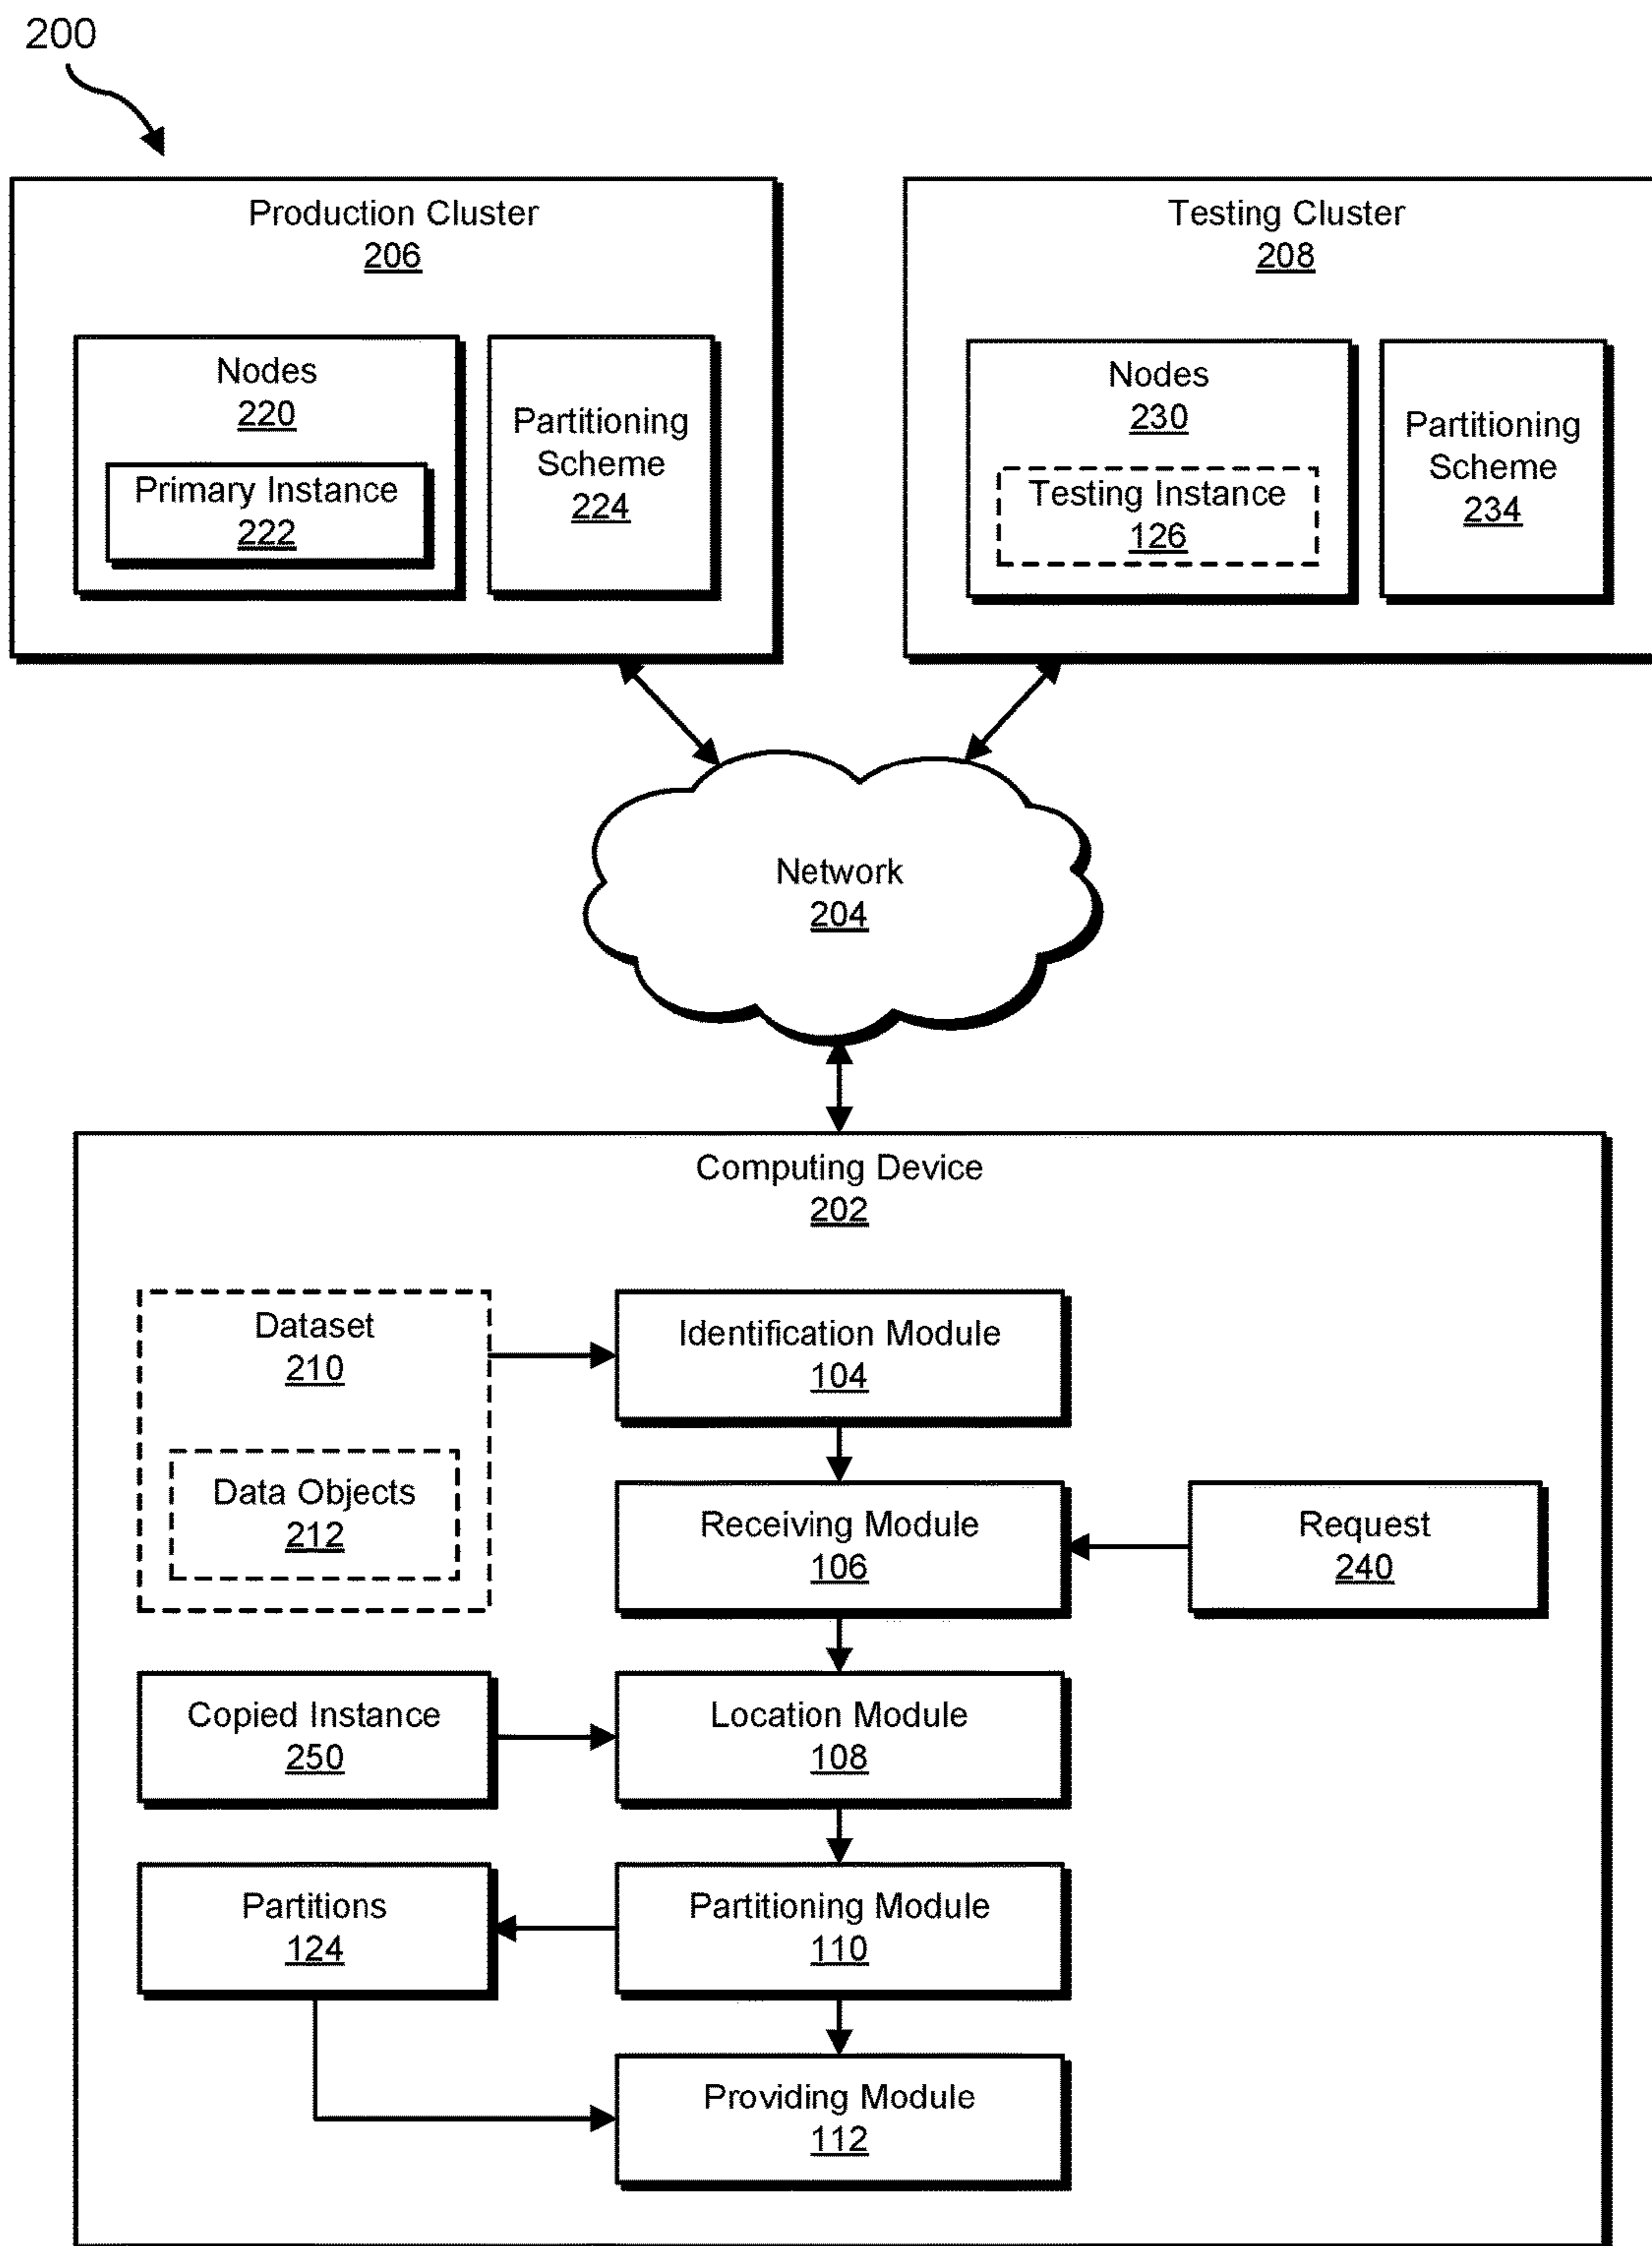 200
Production Cluster
206
Nodes
220
Primary Instance
222
Partitioning
Scheme
224
Testing Cluster
208
Nodes
230
Testing Instance
126
Partitioning
Scheme
234
Network
204
Computing Device
202
Dataset
210
Data Objects
212
Identification Module
104
Receiving Module
106
Request
240
Copied Instance
250
Location Module
108
Partitions
124
Partitioning Module
110
Providing Module
112